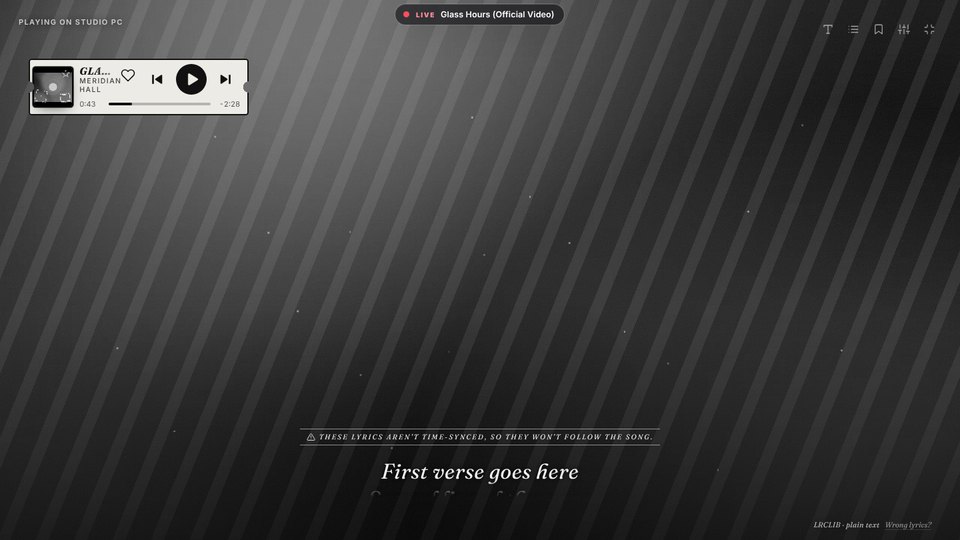 PLAYING ON STUDIO PC
LIVE Glass Hours (Official Video)
GLA...
MERIDIAN
HALL
0:43
-2:28
THESE LYRICS AREN'T TIME-SYNCED, SO THEY WON'T FOLLOW THE SONG.
First verse goes here
LRCLIB · plain text Wrong lyrics?